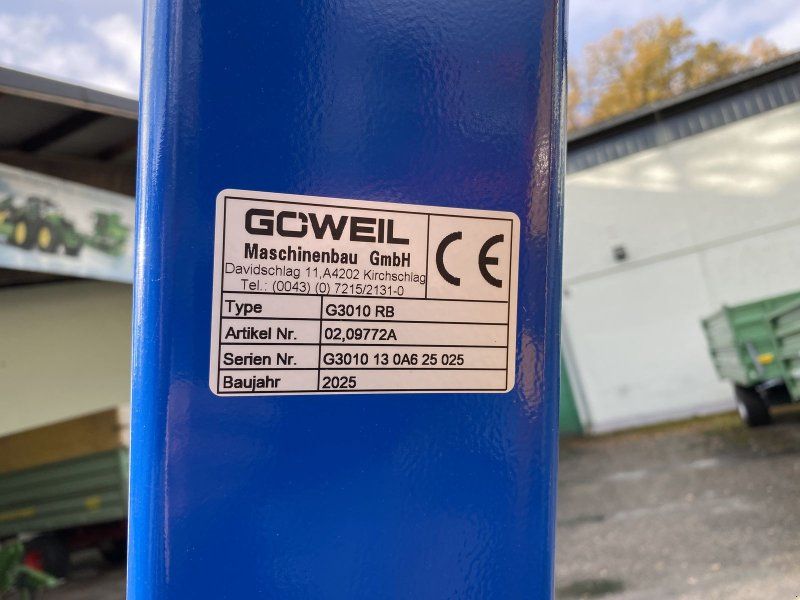 GÖWEIL
Maschinenbau GmbH
Davidschlag 11,A4202 Kirchschlag
Tel.: (0043) (0) 7215/2131-0
CE
Type G3010 RB
Artikel Nr. 02,09772A
Serien Nr. G3010 13 0A6 25 025
Baujahr 2025